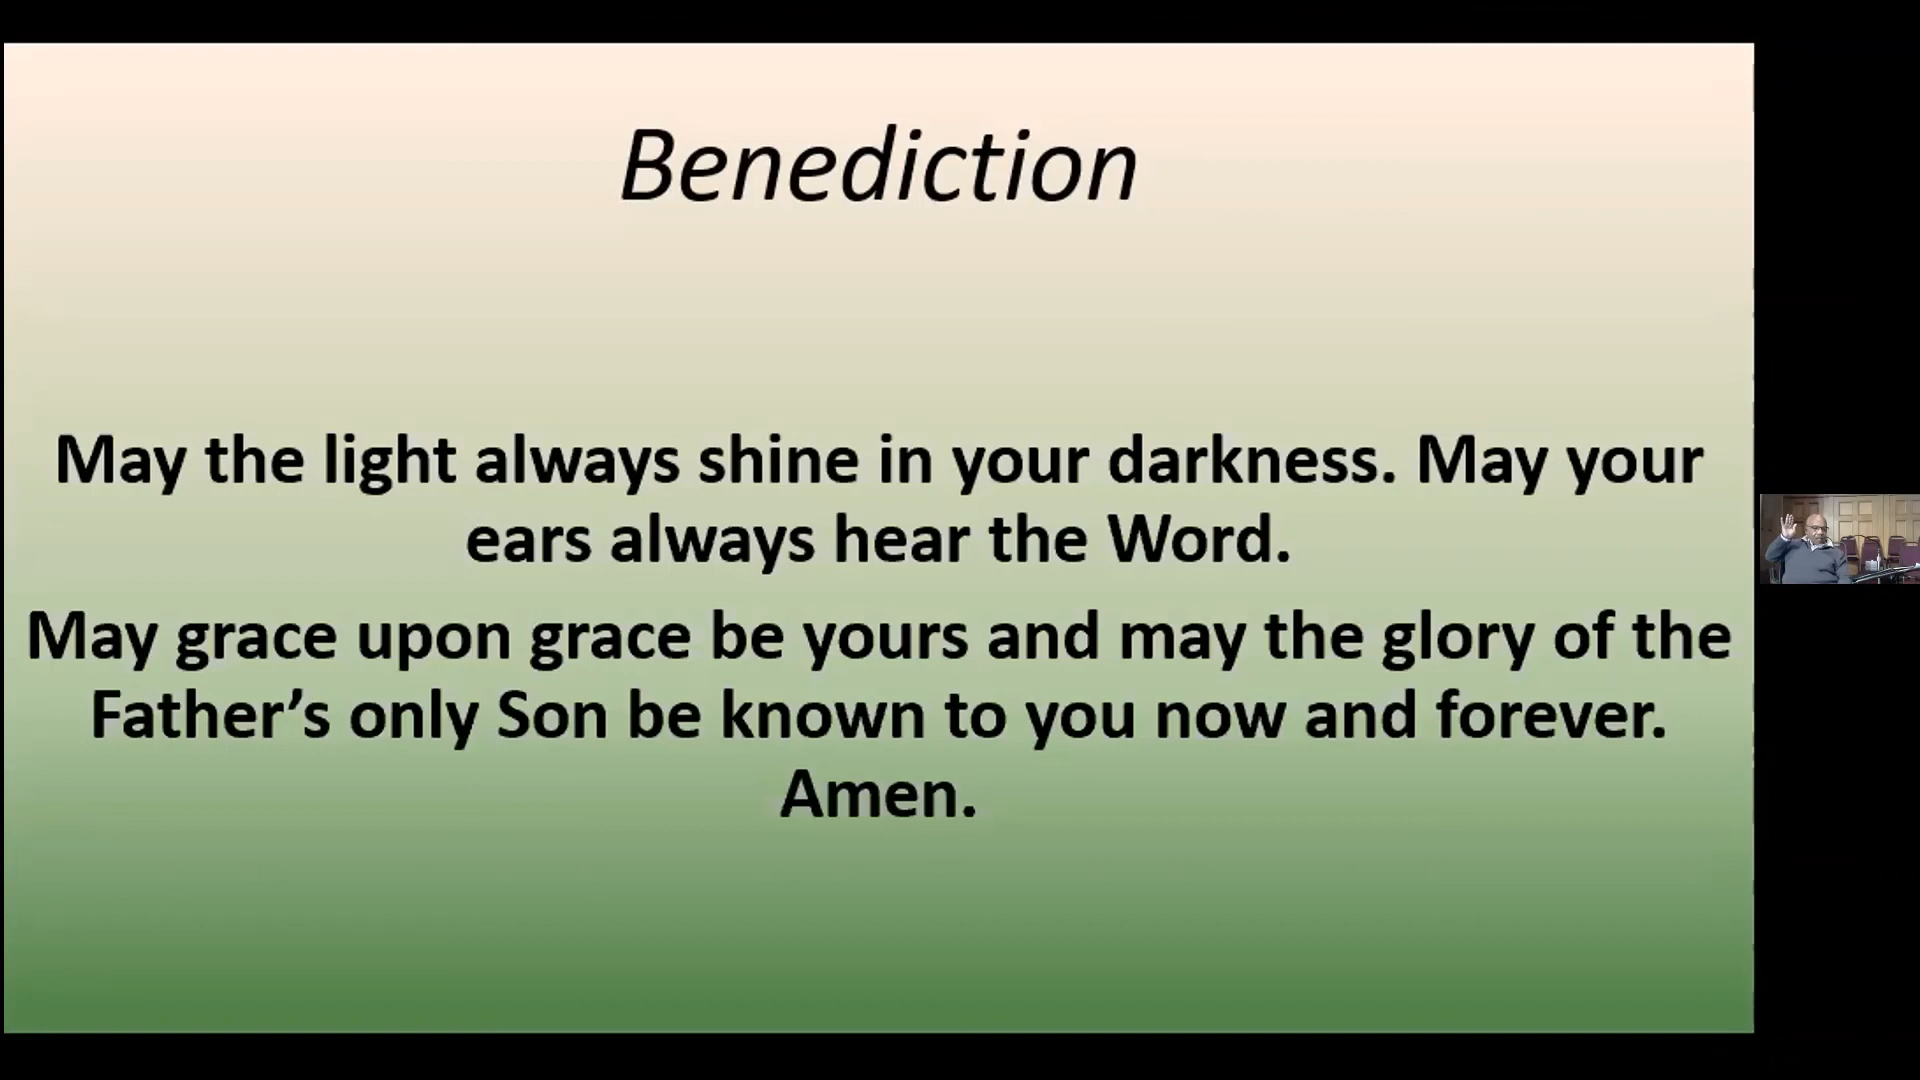 Benediction
May the light always shine in your darkness. May your
ears always hear the Word.
May grace upon grace be yours and may the glory of the
Father’s only Son be known to you now and forever.
Amen.